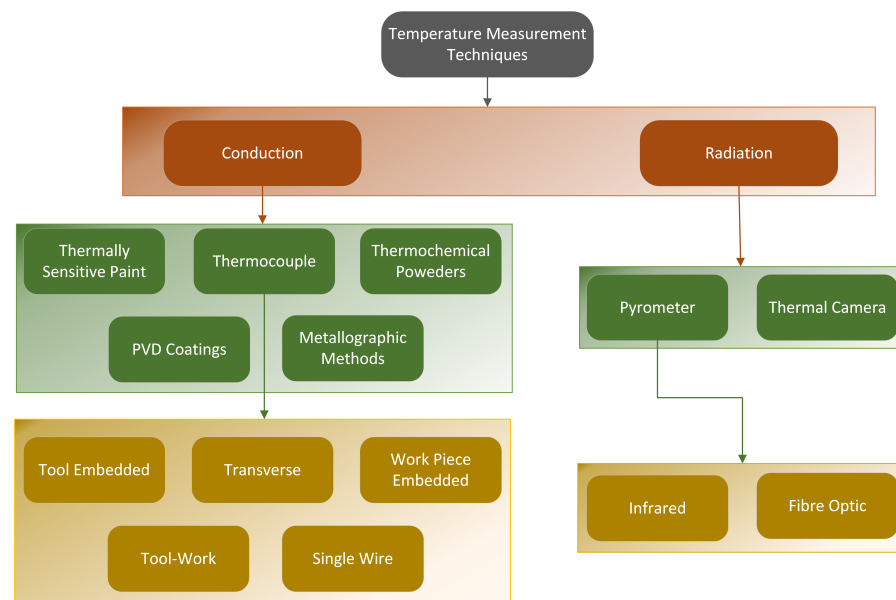 Temperature Measurement
Techniques
Conduction
Radiation
Thermally
Sensitive Paint
Thermocouple
Thermochemical
Poweders
PVD Coatings
Metallographic
Methods
Pyrometer
Thermal Camera
Tool Embedded
Transverse
Work Piece
Embedded
Tool-Work
Single Wire
Infrared
Fibre Optic